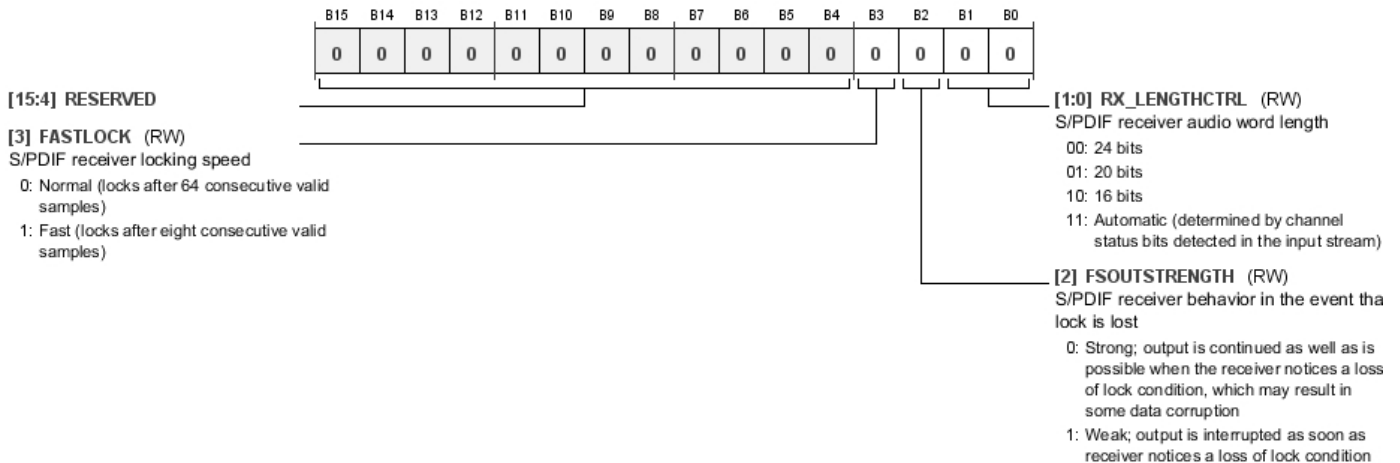 B15 B14 B13 B12 B11 B10 B9 B8 B7 B6 B5 B4 B3 B2 B1 B0
0 0 0 0 0 0 0 0 0 0 0 0 0 0 0 0
[15:4] RESERVED
[3] FASTLOCK (RW)
S/PDIF receiver locking speed
0: Normal (locks after 64 consecutive valid
samples)
1: Fast (locks after eight consecutive valid
samples)
[1:0] RX_LENGTHCTRL (RW)
S/PDIF receiver audio word length
00: 24 bits
01: 20 bits
10: 16 bits
11: Automatic (determined by channel
status bits detected in the input stream)
[2] FSOUTSTRENGTH (RW)
S/PDIF receiver behavior in the event tha
lock is lost
0: Strong; output is continued as well as is
possible when the receiver notices a loss
of lock condition, which may result in
some data corruption
1: Weak; output is interrupted as soon as
receiver notices a loss of lock condition